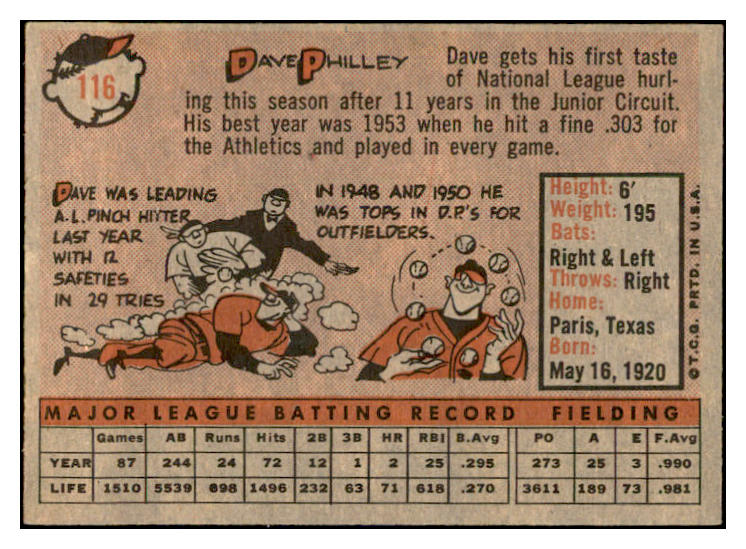 116
DAVE PHILLEY
Dave gets his first taste
of National League hurl-
ing this season after 11 years in the Junior Circuit.
His best year was 1953 when he hit a fine .303 for
the Athletics and played in every game.
DAVE WAS LEADING
A.L. PINCH HITTER
LAST YEAR
WITH 12
SAFETIES
IN 29 TRIES
IN 1948 AND 1950 HE
WAS TOPS IN D.P.'S FOR
OUTFIELDERS.
Height: 6'
Weight: 195
Bats:
Right & Left
Throws: Right
Home:
Paris, Texas
Born:
May 16, 1920
©T.C.G. PRTD. IN U.S.A.
MAJOR LEAGUE BATTING RECORD FIELDING
Games AB Runs Hits 2B 3B HR RBI B.Avg PO A E F.Avg
YEAR 87 244 24 72 12 1 2 25 .295 273 25 3 .990
LIFE 1510 5539 698 1496 232 63 71 618 .270 3611 189 73 .981